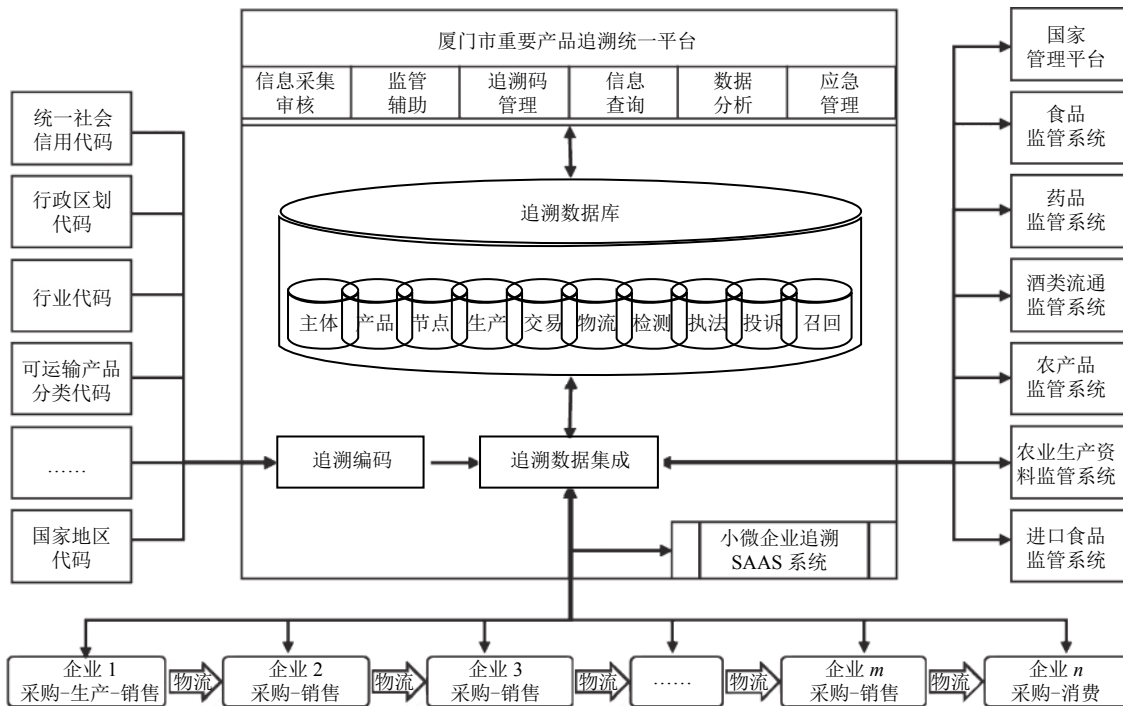 厦门市重要产品追溯统一平台
信息采集
审核
监管
辅助
追溯码
管理
信息
查询
数据
分析
应急
管理
统一社会
信用代码
行政区划
代码
行业代码
可运输产品
分类代码
……
国家地区
代码
追溯数据库
主体
产品
节点
生产
交易
物流
检测
执法
投诉
召回
追溯编码
追溯数据集成
小微企业追溯
SAAS 系统
国家
管理平台
食品
监管系统
药品
监管系统
酒类流通
监管系统
农产品
监管系统
农业生产资
料监管系统
进口食品
监管系统
企业 1
采购−生产−销售
物流
企业 2
采购−销售
物流
企业 3
采购−销售
物流
……
物流
企业 m
采购−销售
物流
企业 n
采购−消费